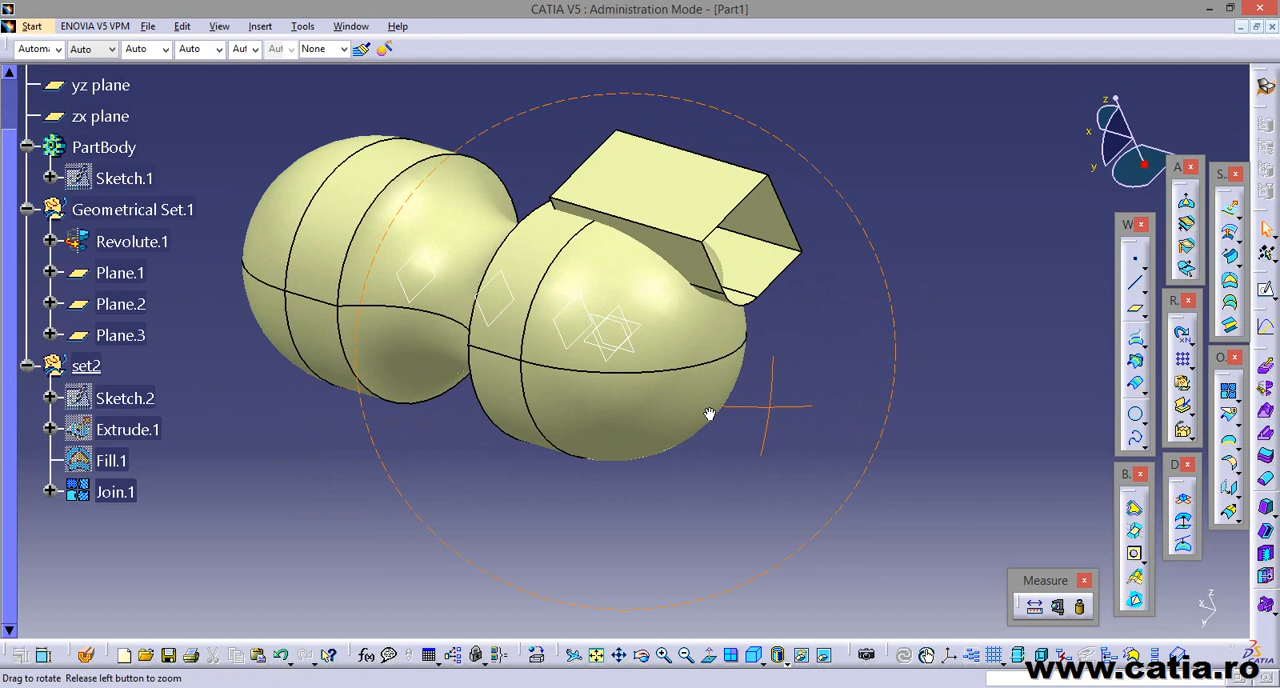 CATIA V5 : Administration Mode - [Part1]
Start ENOVIA V5 VPM File Edit View Insert Tools Window Help
Autom Auto Auto Auto Aut Aut None
yz plane
zx plane
PartBody
Sketch.1
Geometrical Set.1
Revolute.1
Plane.1
Plane.2
Plane.3
set2
Sketch.2
Extrude.1
Fill.1
Join.1
z
x
y
A
S...
W
R.
O.
D
B.
Measure
z
x
y
f(x)
CATIA
www.catia.ro
Drag to rotate Release left button to zoom